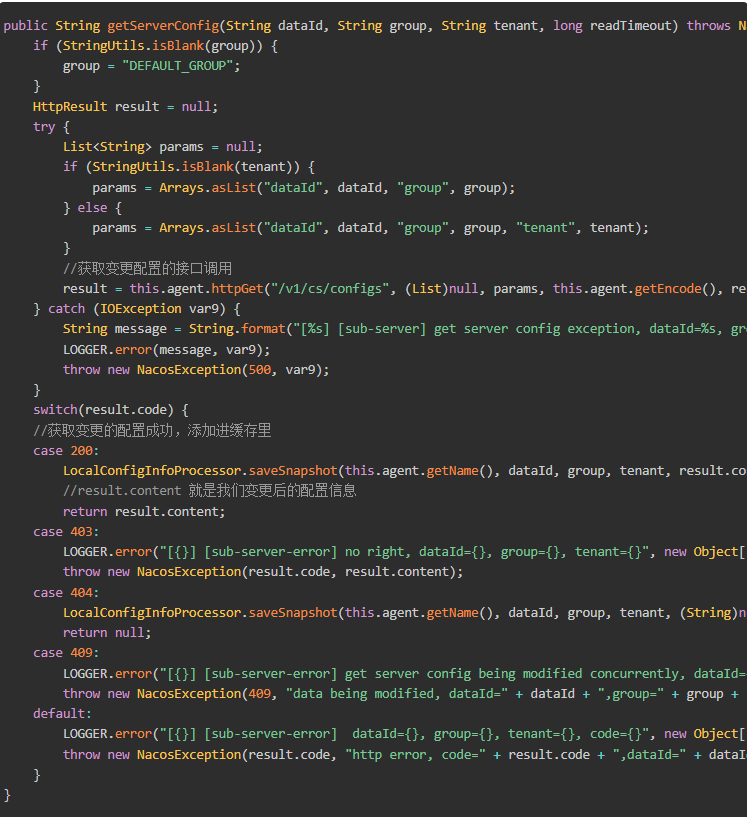 public String getServerConfig(String dataId, String group, String tenant, long readTimeout) throws N
if (StringUtils.isBlank(group)) {
group = "DEFAULT_GROUP";
}
HttpResult result = null;
try {
List<String> params = null;
if (StringUtils.isBlank(tenant)) {
params = Arrays.asList("dataId", dataId, "group", group);
} else {
params = Arrays.asList("dataId", dataId, "group", group, "tenant", tenant);
}
//获取变更配置的接口调用
result = this.agent.httpGet("/v1/cs/configs", (List)null, params, this.agent.getEncode(), re
} catch (IOException var9) {
String message = String.format("[%s] [sub-server] get server config exception, dataId=%s, gr
LOGGER.error(message, var9);
throw new NacosException(500, var9);
}
switch(result.code) {
//获取变更的配置成功，添加进缓存里
case 200:
LocalConfigInfoProcessor.saveSnapshot(this.agent.getName(), dataId, group, tenant, result.co
//result.content 就是我们变更后的配置信息
return result.content;
case 403:
LOGGER.error("[{}] [sub-server-error] no right, dataId={}, group={}, tenant={}", new Object[
throw new NacosException(result.code, result.content);
case 404:
LocalConfigInfoProcessor.saveSnapshot(this.agent.getName(), dataId, group, tenant, (String)n
return null;
case 409:
LOGGER.error("[{}] [sub-server-error] get server config being modified concurrently, dataId=
throw new NacosException(409, "data being modified, dataId=" + dataId + ",group=" + group +
default:
LOGGER.error("[{}] [sub-server-error]  dataId={}, group={}, tenant={}, code={}", new Object[
throw new NacosException(result.code, "http error, code=" + result.code + ",dataId=" + dataI
}
}